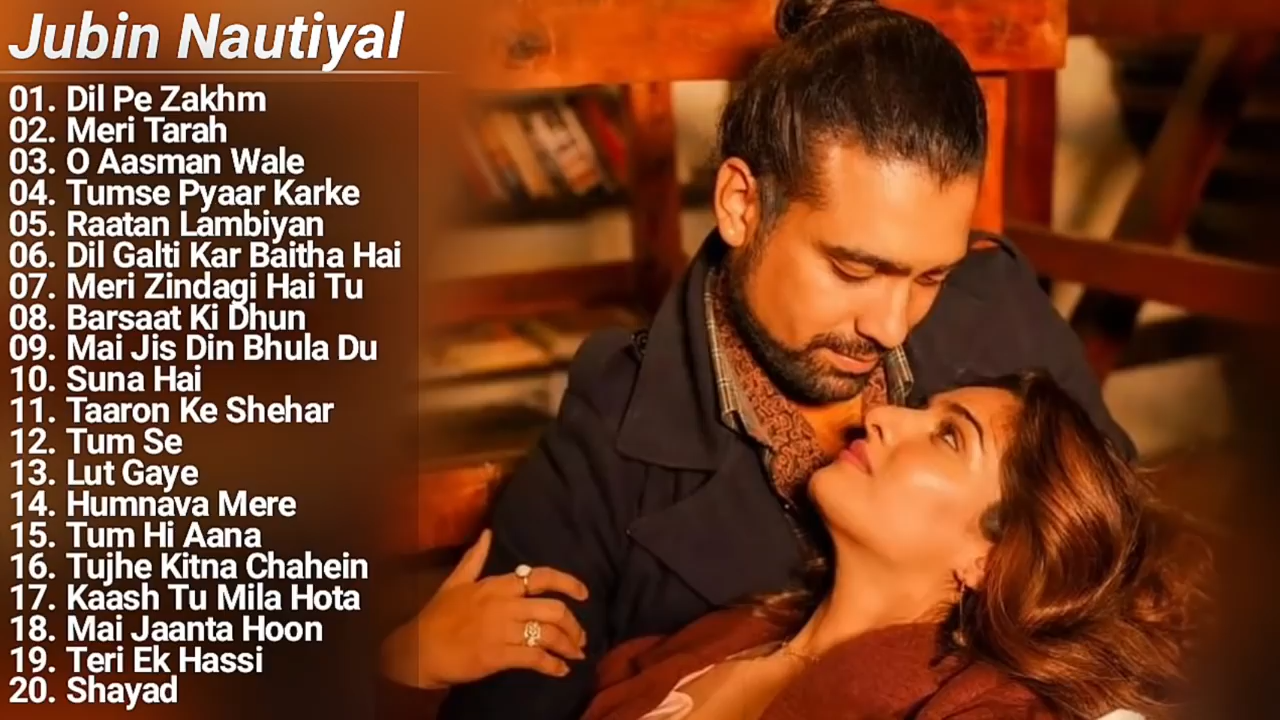 Jubin Nautiyal
01. Dil Pe Zakhm
02. Meri Tarah
03. O Aasman Wale
04. Tumse Pyaar Karke
05. Raatan Lambiyan
06. Dil Galti Kar Baitha Hai
07. Meri Zindagi Hai Tu
08. Barsaat Ki Dhun
09. Mai Jis Din Bhula Du
10. Suna Hai
11. Taaron Ke Shehar
12. Tum Se
13. Lut Gaye
14. Humnava Mere
15. Tum Hi Aana
16. Tujhe Kitna Chahein
17. Kaash Tu Mila Hota
18. Mai Jaanta Hoon
19. Teri Ek Hassi
20. Shayad